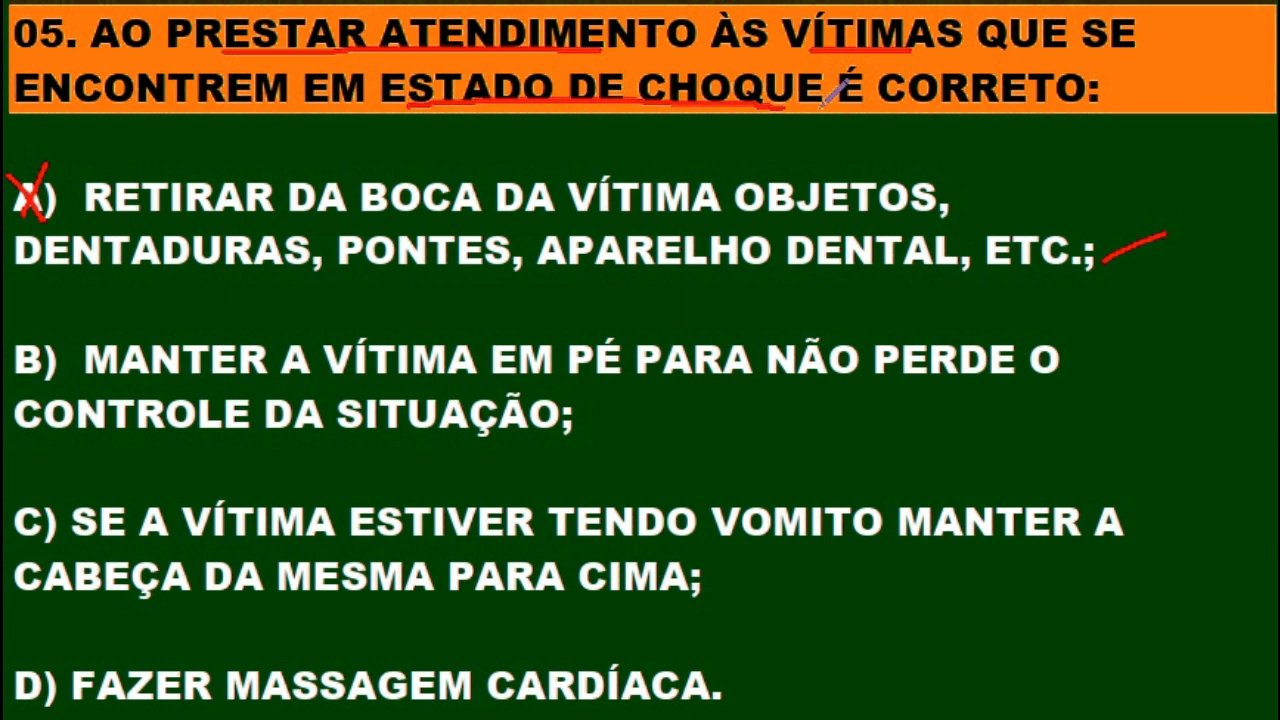 05. AO PRESTAR ATENDIMENTO ÀS VÍTIMAS QUE SE
ENCONTREM EM ESTADO DE CHOQUE É CORRETO:
A) RETIRAR DA BOCA DA VÍTIMA OBJETOS,
DENTADURAS, PONTES, APARELHO DENTAL, ETC.;
B) MANTER A VÍTIMA EM PÉ PARA NÃO PERDE O
CONTROLE DA SITUAÇÃO;
C) SE A VÍTIMA ESTIVER TENDO VOMITO MANTER A
CABEÇA DA MESMA PARA CIMA;
D) FAZER MASSAGEM CARDÍACA.